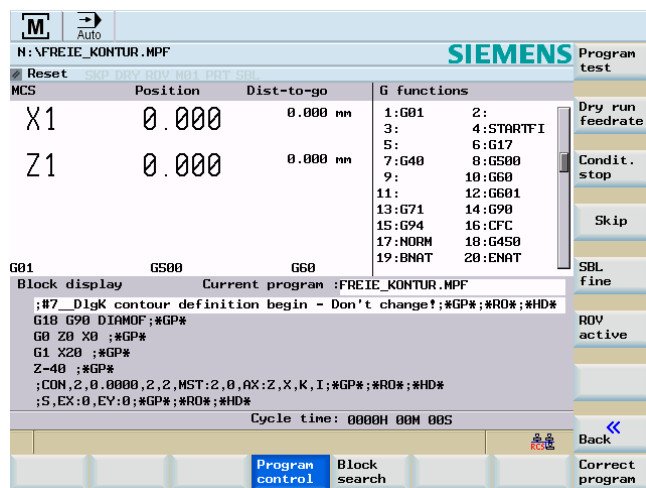 M
Auto
N:\FREIE_KONTUR.MPF
SIEMENS
Reset SKP DRY ROV M01 PRT SBL
MCS Position Dist-to-go
X1 0.000 0.000 mm
Z1 0.000 0.000 mm
G01 G500 G60
G functions
1:G01 2:
3: 4:STARTFI
5: 6:G17
7:G40 8:G500
9: 10:G60
11: 12:G601
13:G71 14:G90
15:G94 16:CFC
17:NORM 18:G450
19:BNAT 20:ENAT
Block display Current program :FREIE_KONTUR.MPF
;#7__DlgK contour definition begin - Don't change!;*GP*;*RO*;*HD*
G18 G90 DIAMOF;*GP*
G0 Z0 X0 ;*GP*
G1 X20 ;*GP*
Z-40 ;*GP*
;CON,2,0.0000,2,2,MST:2,0,AX:Z,X,K,I;*GP*;*RO*;*HD*
;S,EX:0,EY:0;*GP*;*RO*;*HD*
Cycle time: 000H 00M 00S
RCS
Program
test
Dry run
feedrate
Condit.
stop
Skip
SBL
fine
ROV
active
«
Back
Program
control
Block
search
Correct
program